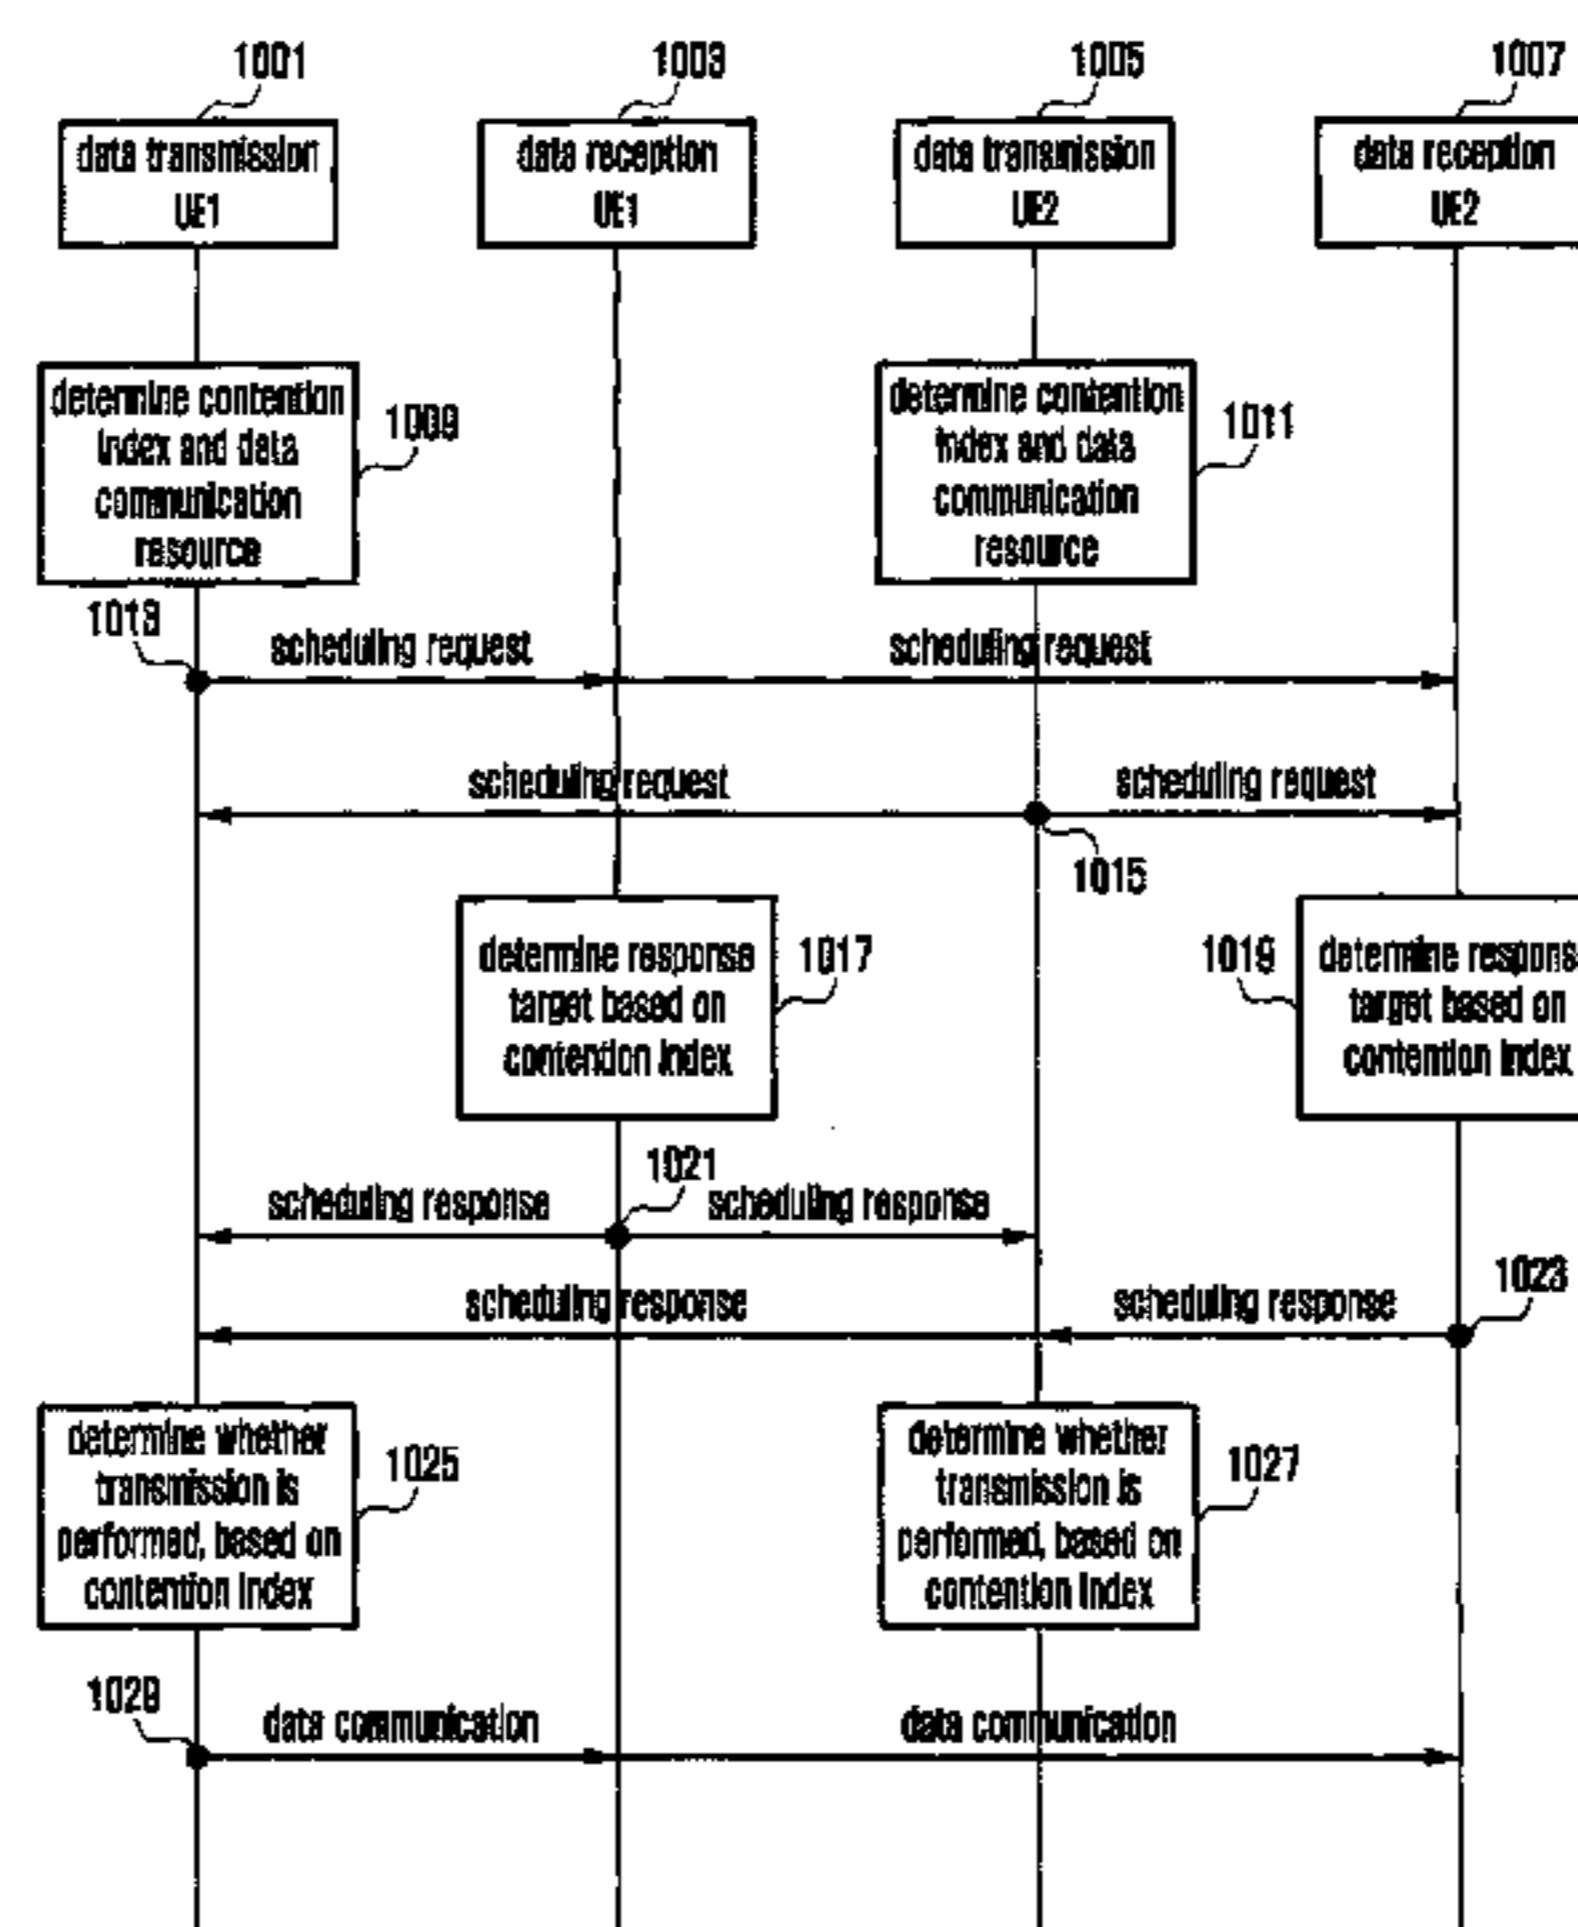 1001
1003
1005
1007
data transmission
UE1
data reception
UE1
data transmission
UE2
data reception
UE2
determine contention
index and data
communication
resource
1009
determine contention
index and data
communication
resource
1011
1013
scheduling request
scheduling request
scheduling request
scheduling request
1015
determine response
target based on
contention index
1017
1019
determine respons
target based on
contention index
1021
scheduling response
scheduling response
1023
scheduling response
scheduling response
determine whether
transmission is
performed, based on
contention index
1025
determine whether
transmission is
performed, based on
contention index
1027
1029
data communication
data communication